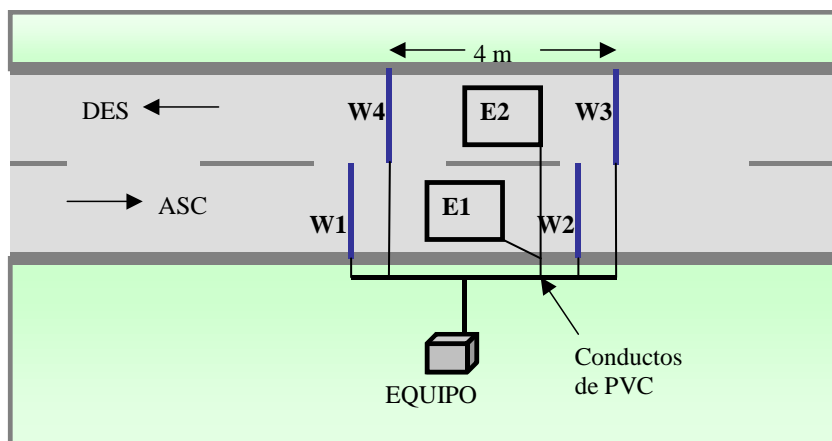 4 m
DES
W4
E2
W3
ASC
W1
E1
W2
EQUIPO
Conductos
de PVC